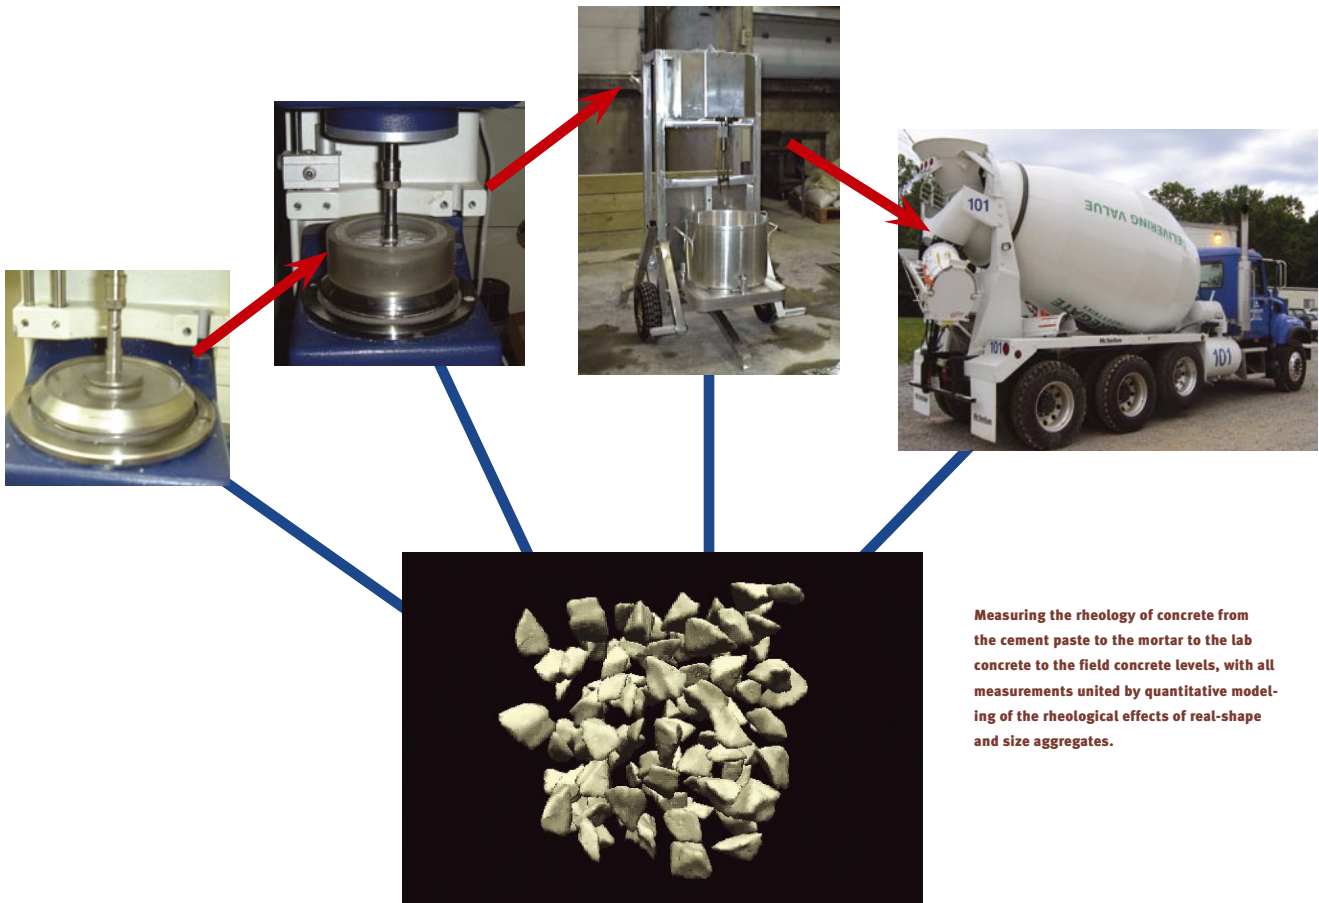 101
DELIVERING VALUE
101
101
McNeilus
McNeilus
Measuring the rheology of concrete from
the cement paste to the mortar to the lab
concrete to the field concrete levels, with all
measurements united by quantitative model-
ing of the rheological effects of real-shape
and size aggregates.